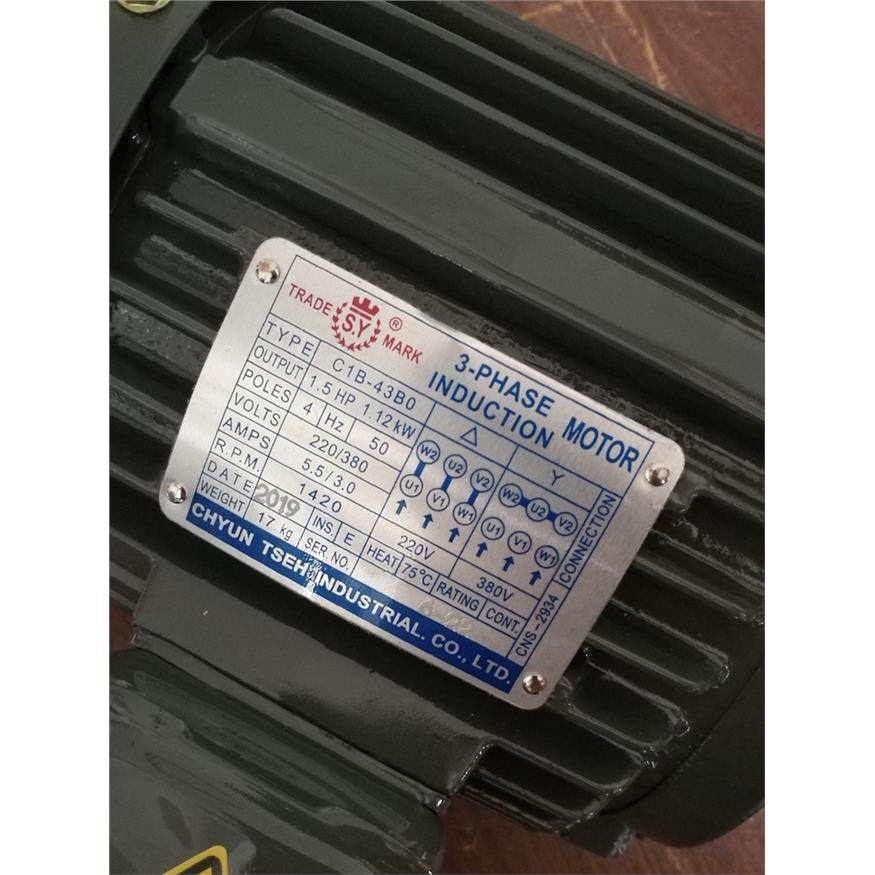 TRADE S.Y ® MARK
3-PHASE
INDUCTION MOTOR
TYPE C1B-43B0
OUTPUT 1.5 HP 1.12 kW
POLES 4 Hz 50
VOLTS 220/380
AMPS 5.5/3.0
R.P.M. 1420
DATE 2019 INS. E HEAT 75°C RATING CONT.
WEIGHT 17 kg SER. NO.
△ Y
W2 U2 V2 W2 U2 V2
U1 V1 W1 U1 V1 W1
220V 380V
CNS-2934 CONNECTION
CHYUN TSEH INDUSTRIAL. CO., LTD.